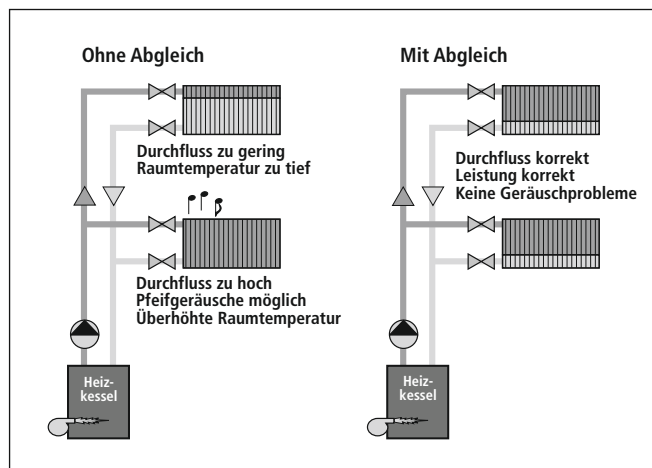 Ohne Abgleich
Durchfluss zu gering
Raumtemperatur zu tief
Durchfluss zu hoch
Pfeifgeräusche möglich
Überhöhte Raumtemperatur
Heiz-
kessel
Mit Abgleich
Durchfluss korrekt
Leistung korrekt
Keine Geräuschprobleme
Heiz-
kessel